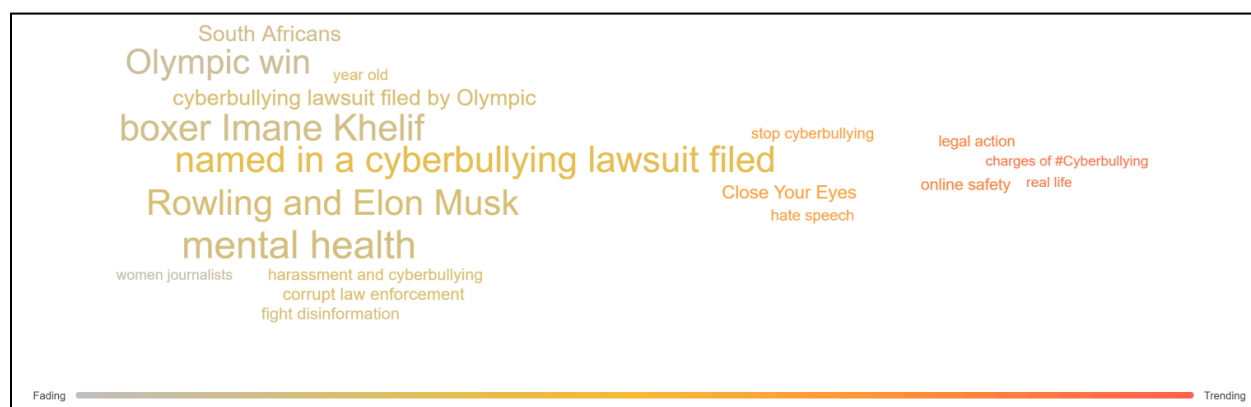 South Africans
Olympic win
year old
cyberbullying lawsuit filed by Olympic
boxer Imane Khelif
stop cyberbullying
legal action
named in a cyberbullying lawsuit filed
charges of #Cyberbullying
online safety
real life
Close Your Eyes
Rowling and Elon Musk
hate speech
mental health
women journalists
harassment and cyberbullying
corrupt law enforcement
fight disinformation
Fading
Trending